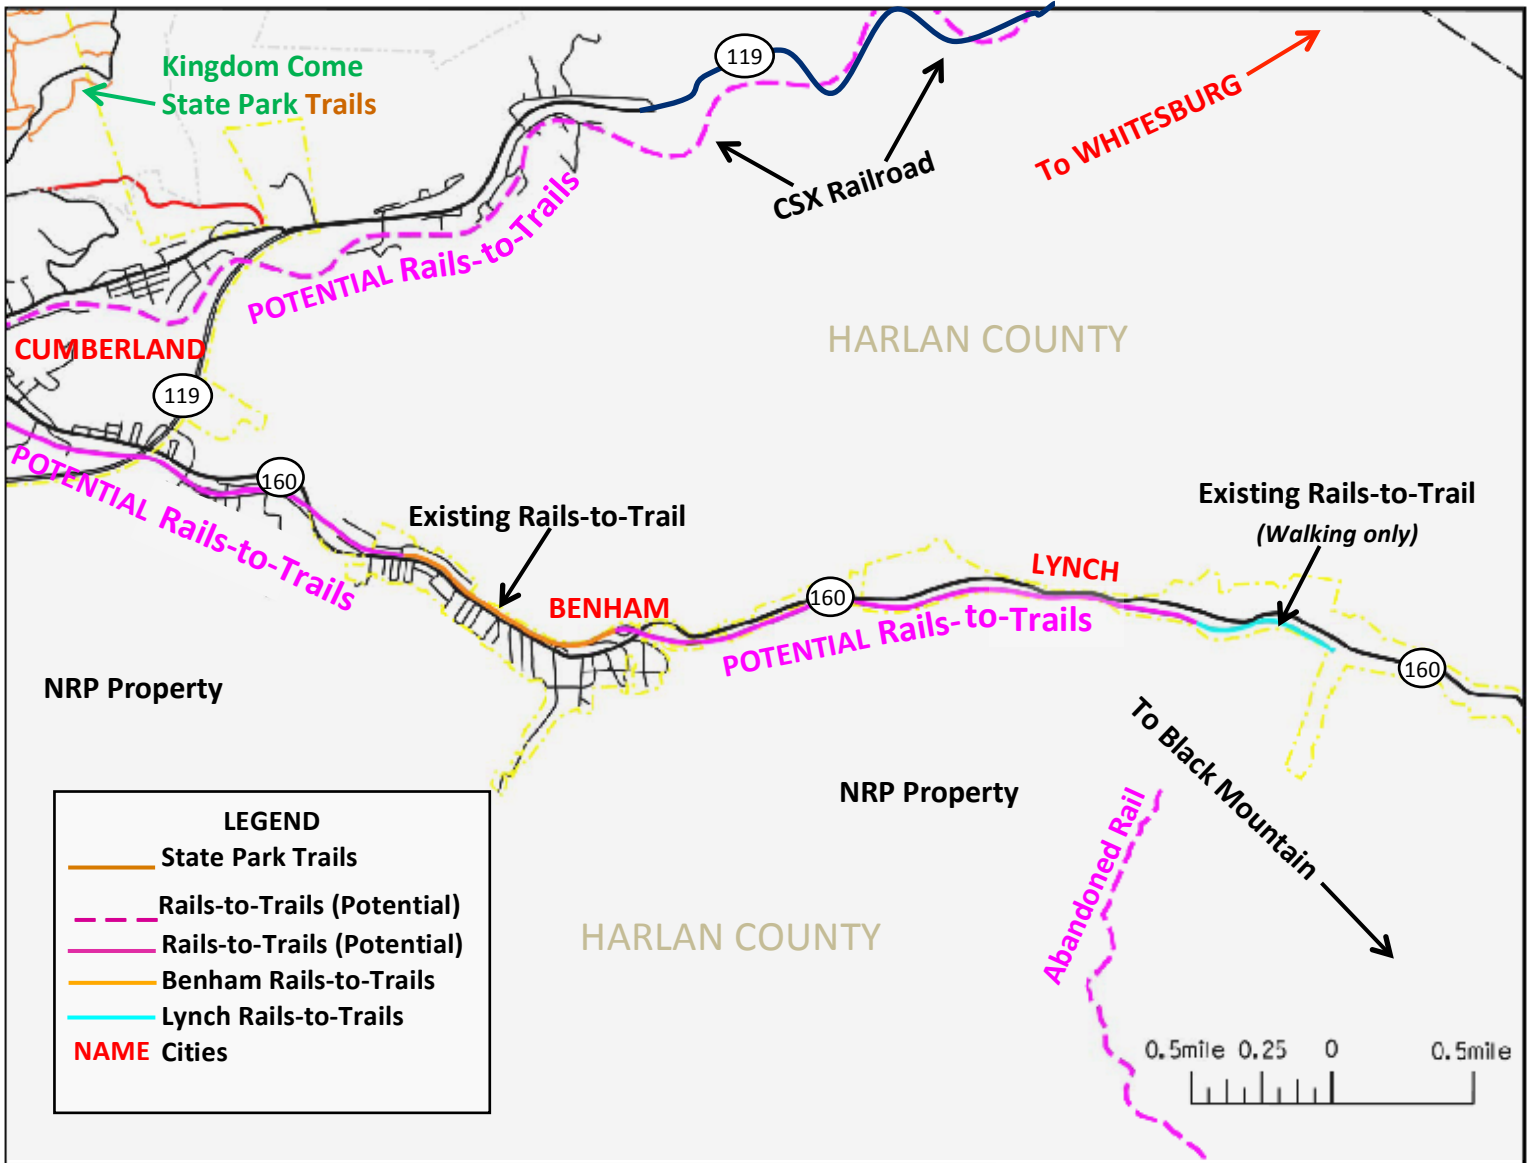 Kingdom Come
State Park Trails
119
To WHITESBURG
CSX Railroad
POTENTIAL Rails-to-Trails
HARLAN COUNTY
CUMBERLAND
119
POTENTIAL Rails-to-Trails
160
Existing Rails-to-Trail
Existing Rails-to-Trail
(Walking only)
BENHAM
160
LYNCH
POTENTIAL Rails-to-Trails
160
NRP Property
To Black Mountain
NRP Property
Abandoned Rail
HARLAN COUNTY
LEGEND
State Park Trails
Rails-to-Trails (Potential)
Rails-to-Trails (Potential)
Benham Rails-to-Trails
Lynch Rails-to-Trails
NAME Cities
0.5mile 0.25 0 0.5mile